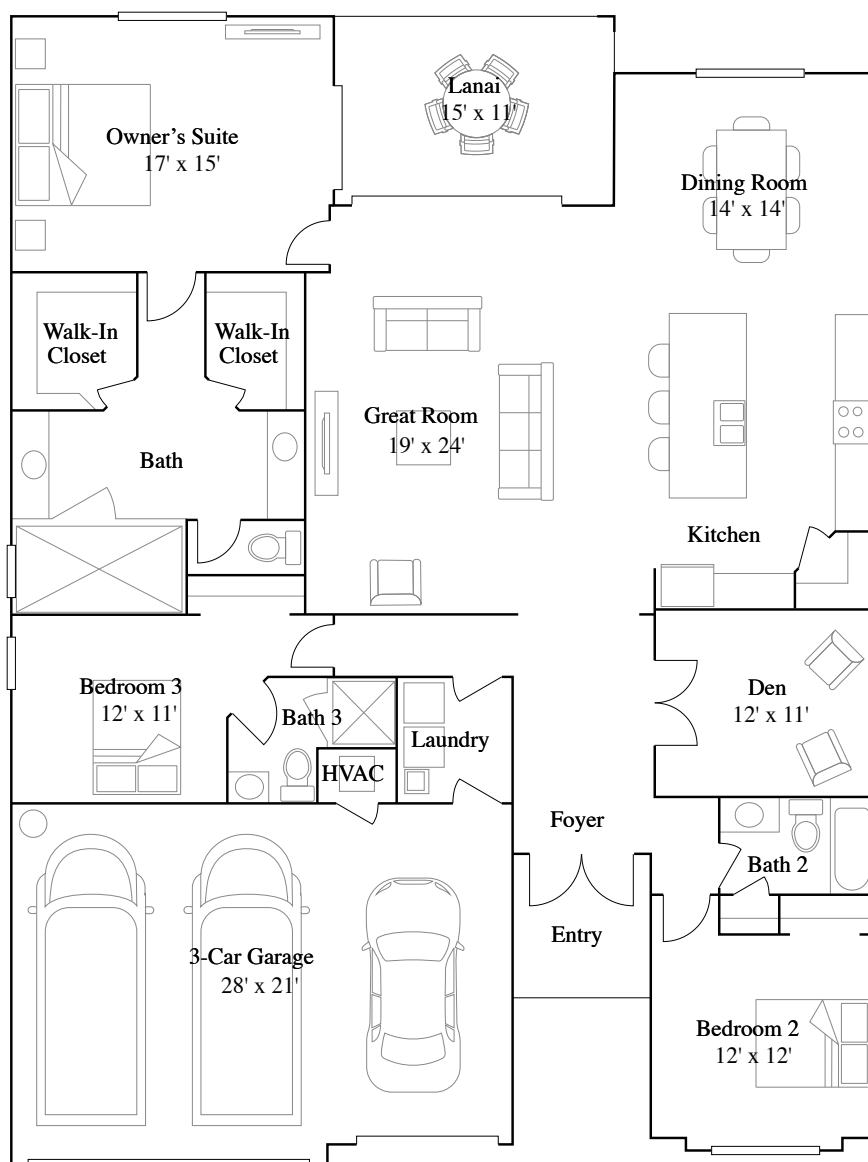 Lanai
15' x 11'
Owner’s Suite
17' x 15'
Dining Room
14' x 14'
Walk-In
Closet
Walk-In
Closet
Great Room
19' x 24'
Bath
Kitchen
Bedroom 3
12' x 11'
Bath 3
Laundry
HVAC
Den
12' x 11'
Foyer
Bath 2
Entry
3-Car Garage
28' x 21'
Bedroom 2
12' x 12'